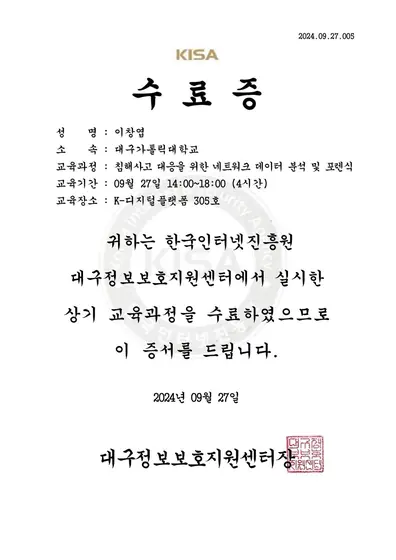 2024.09.27.005
KISA
수 료 증
성 명 : 이창엽
소 속 : 대구가톨릭대학교
교육과정 : 침해사고 대응을 위한 네트워크 데이터 분석 및 포렌식
교육기간 : 09월 27일 14:00~18:00 (4시간)
교육장소 : K-디지털플랫폼 305호
귀하는 한국인터넷진흥원
대구정보보호지원센터에서 실시한
상기 교육과정을 수료하였으므로
이 증서를 드립니다.
KISA
2024년 09월 27일
대구정보보호지원센터장